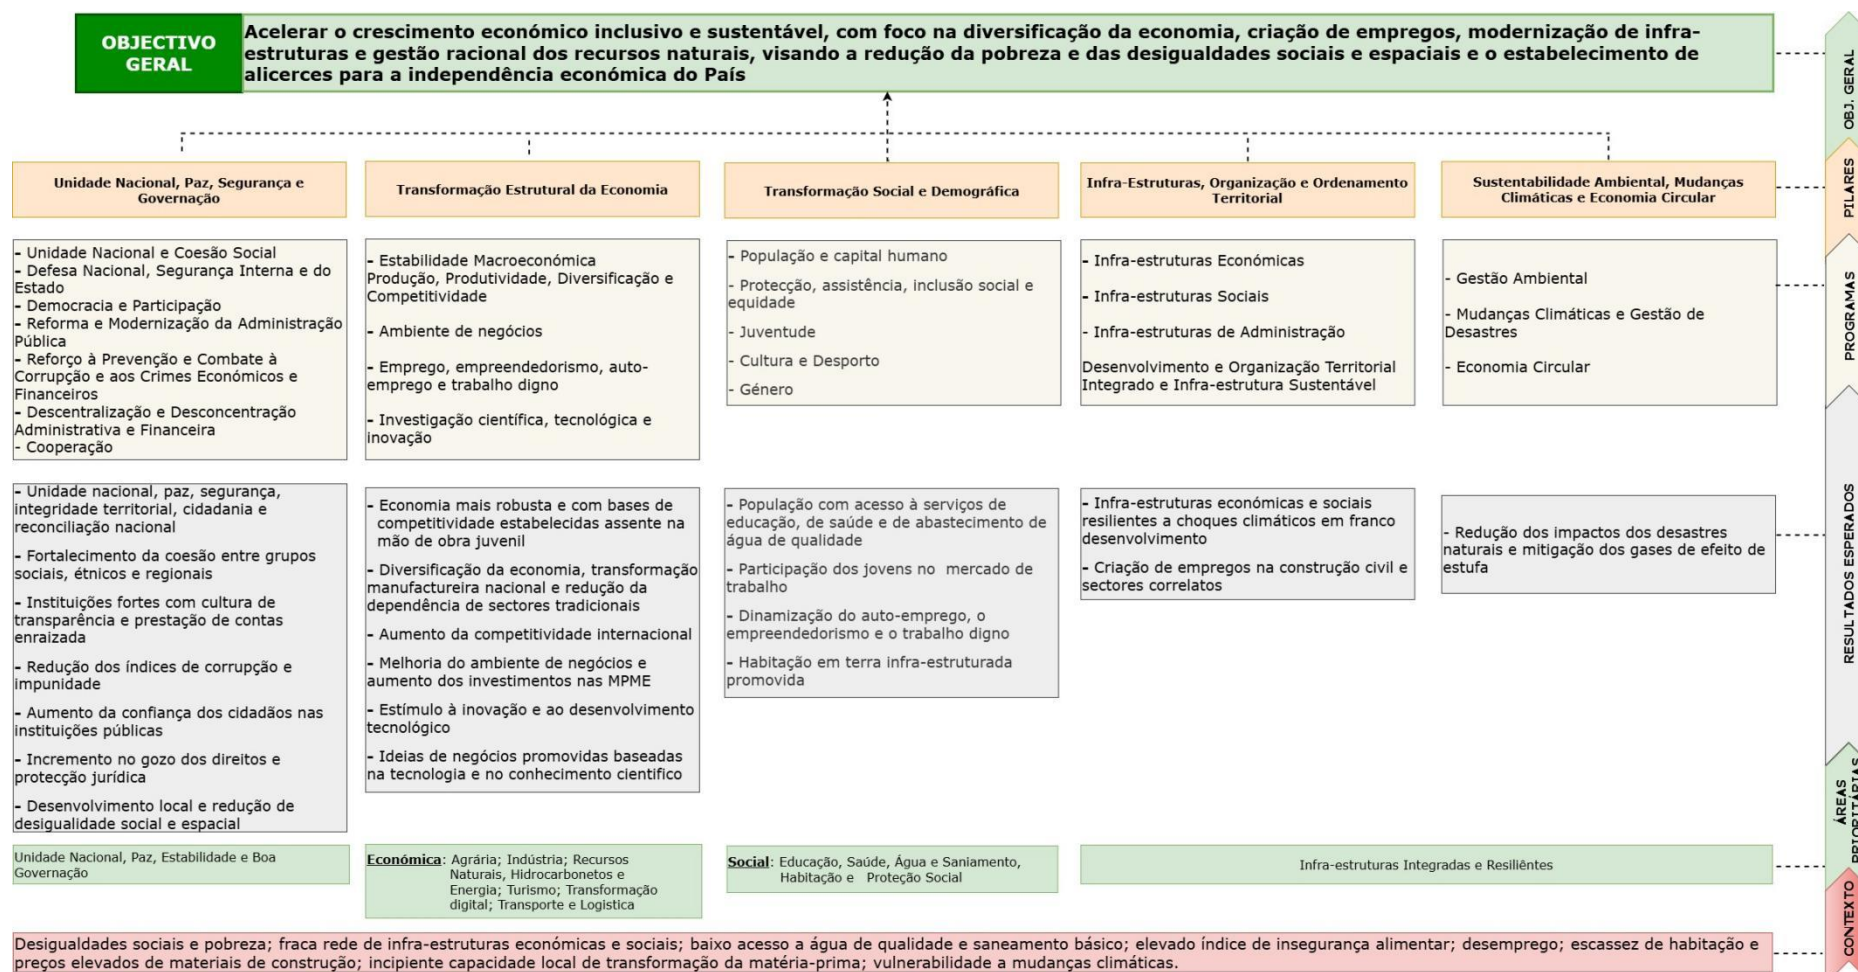 OBJECTIVO
GERAL
Acelerar o crescimento económico inclusivo e sustentável, com foco na diversificação da economia, criação de empregos, modernização de infra-
estruturas e gestão racional dos recursos naturais, visando a redução da pobreza e das desigualdades sociais e espaciais e o estabelecimento de
alicerces para a independência económica do País
OBJ. GERAL
Unidade Nacional, Paz, Segurança e
Governação
Transformação Estrutural da Economia
Transformação Social e Demográfica
Infra-Estruturas, Organização e Ordenamento
Territorial
Sustentabilidade Ambiental, Mudanças
Climáticas e Economia Circular
PILARES
- Unidade Nacional e Coesão Social
- Defesa Nacional, Segurança Interna e do
Estado
- Democracia e Participação
- Reforma e Modernização da Administração
Pública
- Reforço à Prevenção e Combate à
Corrupção e aos Crimes Económicos e
Financeiros
- Descentralização e Desconcentração
Administrativa e Financeira
- Cooperação
- Estabilidade Macroeconómica
Produção, Produtividade, Diversificação e
Competitividade
- Ambiente de negócios
- Emprego, empreendedorismo, auto-
emprego e trabalho digno
- Investigação científica, tecnológica e
inovação
- População e capital humano
- Protecção, assistência, inclusão social e
equidade
- Juventude
- Cultura e Desporto
- Género
- Infra-estruturas Económicas
- Infra-estruturas Sociais
- Infra-estruturas de Administração
Desenvolvimento e Organização Territorial
Integrado e Infra-estrutura Sustentável
- Gestão Ambiental
- Mudanças Climáticas e Gestão de
Desastres
- Economia Circular
PROGRAMAS
- Unidade nacional, paz, segurança,
integridade territorial, cidadania e
reconciliação nacional
- Fortalecimento da coesão entre grupos
sociais, étnicos e regionais
- Instituições fortes com cultura de
transparência e prestação de contas
enraizada
- Redução dos índices de corrupção e
impunidade
- Aumento da confiança dos cidadãos nas
instituições públicas
- Incremento no gozo dos direitos e
protecção jurídica
- Desenvolvimento local e redução de
desigualdade social e espacial
- Economia mais robusta e com bases de
competitividade estabelecidas assente na
mão de obra juvenil
- Diversificação da economia, transformação
manufactureira nacional e redução da
dependência de sectores tradicionais
- Aumento da competitividade internacional
- Melhoria do ambiente de negócios e
aumento dos investimentos nas MPME
- Estímulo à inovação e ao desenvolvimento
tecnológico
- Ideias de negócios promovidas baseadas
na tecnologia e no conhecimento cientifico
- População com acesso à serviços de
educação, de saúde e de abastecimento de
água de qualidade
- Participação dos jovens no mercado de
trabalho
- Dinamização do auto-emprego, o
empreendedorismo e o trabalho digno
- Habitação em terra infra-estruturada
promovida
- Infra-estruturas económicas e sociais
resilientes a choques climáticos em franco
desenvolvimento
- Criação de empregos na construção civil e
sectores correlatos
- Redução dos impactos dos desastres
naturais e mitigação dos gases de efeito de
estufa
RESULTADOS ESPERADOS
Unidade Nacional, Paz, Estabilidade e Boa
Governação
Económica: Agrária; Indústria; Recursos
Naturais, Hidrocarbonetos e
Energia; Turismo; Transformação
digital; Transporte e Logistica
Social: Educação, Saúde, Água e Saniamento,
Habitação e Proteção Social
Infra-estruturas Integradas e Resiliêntes
ÁREAS
PRIORITÁRIAS
Desigualdades sociais e pobreza; fraca rede de infra-estruturas económicas e sociais; baixo acesso a água de qualidade e saneamento básico; elevado índice de insegurança alimentar; desemprego; escassez de habitação e
preços elevados de materiais de construção; incipiente capacidade local de transformação da matéria-prima; vulnerabilidade a mudanças climáticas.
CONTEXTO